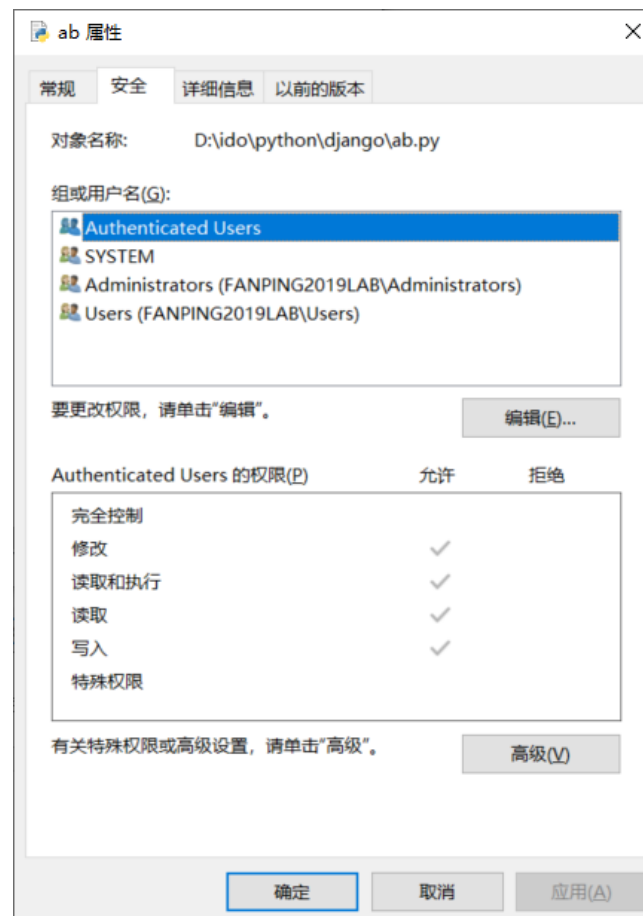 ab 属性
常规 安全 详细信息 以前的版本
对象名称: D:\ido\python\django\ab.py
组或用户名(G):
Authenticated Users
SYSTEM
Administrators (FANPING2019LAB\Administrators)
Users (FANPING2019LAB\Users)
要更改权限，请单击"编辑"。 编辑(E)...
Authenticated Users 的权限(P) 允许 拒绝
完全控制
修改
读取和执行
读取
写入
特殊权限
有关特殊权限或高级设置，请单击"高级"。 高级(V)
确定 取消 应用(A)